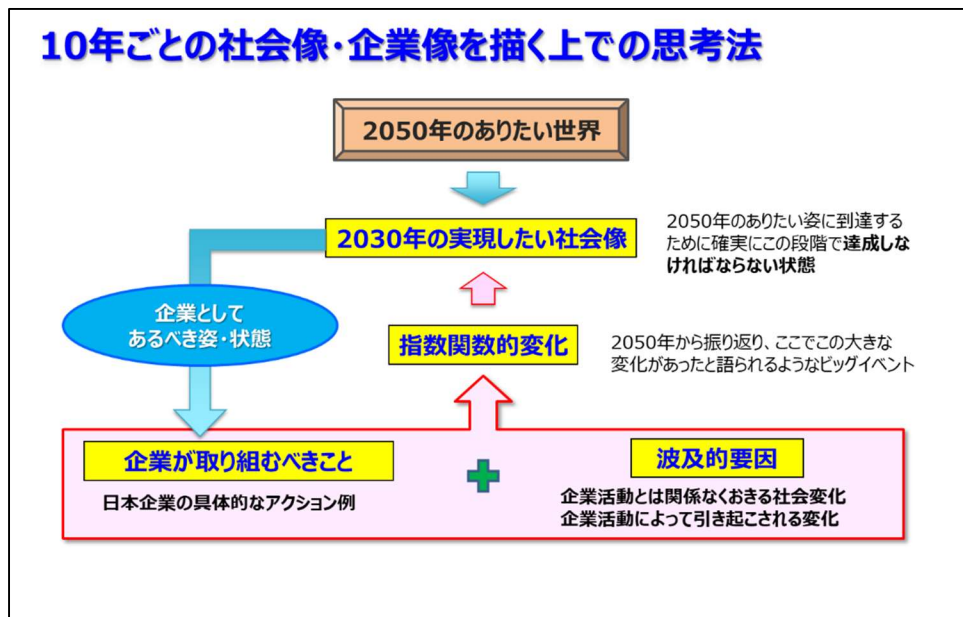 10年ごとの社会像・企業像を描く上での思考法
2050年のありたい世界
2030年の実現したい社会像
2050年のありたい姿に到達する
ために確実にこの段階で達成しな
ければならない状態
企業として
あるべき姿・状態
指数関数的変化
2050年から振り返り、ここでこの大きな
変化があったと語られるようなビッグイベント
企業が取り組むべきこと
日本企業の具体的なアクション例
波及的要因
企業活動とは関係なくおきる社会変化
企業活動によって引き起こされる変化